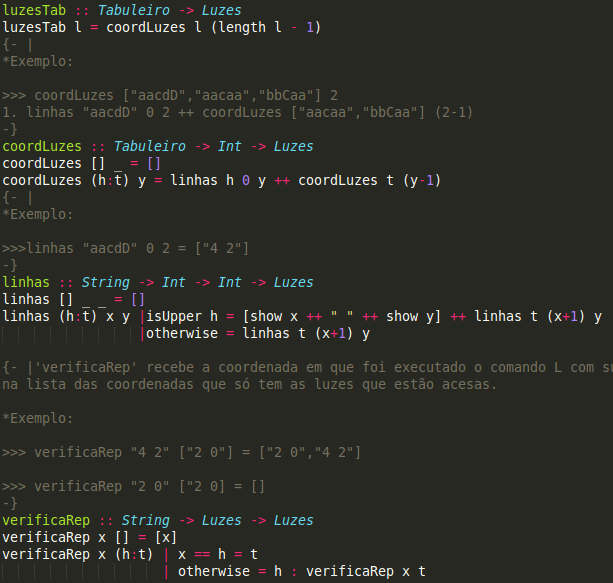 luzesTab :: Tabuleiro -> Luzes
luzesTab l = coordLuzes l (length l - 1)
{- |
*Exemplo:
>>> coordLuzes ["aacdD","aacaa","bbCaa"] 2
1. linhas "aacdD" 0 2 ++ coordLuzes ["aacaa","bbCaa"] (2-1)
-}
coordLuzes :: Tabuleiro -> Int -> Luzes
coordLuzes [] _ = []
coordLuzes (h:t) y = linhas h 0 y ++ coordLuzes t (y-1)
{- |
*Exemplo:
>>>linhas "aacdD" 0 2 = ["4 2"]
-}
linhas :: String -> Int -> Int -> Luzes
linhas [] _ _ = []
linhas (h:t) x y |isUpper h = [show x ++ " " ++ show y] ++ linhas t (x+1) y
|otherwise = linhas t (x+1) y
{- |'verificaRep' recebe a coordenada em que foi executado o comando L com su
na lista das coordenadas que só tem as luzes que estão acesas.
*Exemplo:
>>> verificaRep "4 2" ["2 0"] = ["2 0","4 2"]
>>> verificaRep "2 0" ["2 0] = []
-}
verificaRep :: String -> Luzes -> Luzes
verificaRep x [] = [x]
verificaRep x (h:t) | x == h = t
| otherwise = h : verificaRep x t